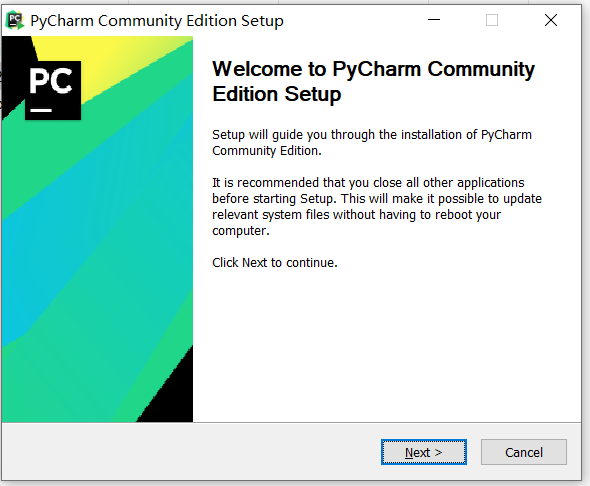 PyCharm Community Edition Setup
PC
Welcome to PyCharm Community
Edition Setup
Setup will guide you through the installation of PyCharm
Community Edition.
It is recommended that you close all other applications
before starting Setup. This will make it possible to update
relevant system files without having to reboot your
computer.
Click Next to continue.
Next >
Cancel